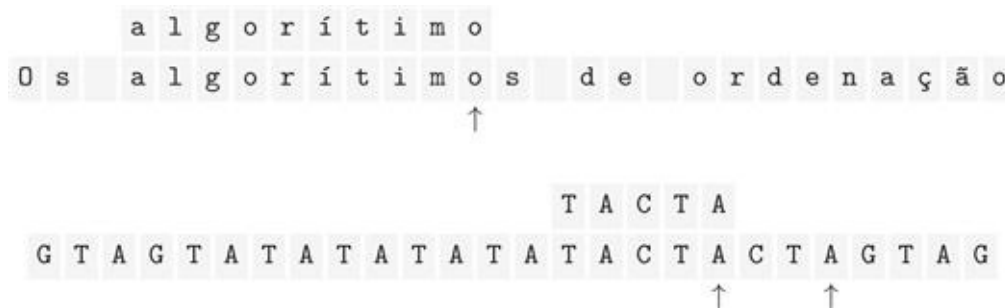 algorítimo
Os algorítimos de ordenação
↑
TACTA
GTAGTATATATATATACTACTAGTAG
↑ ↑